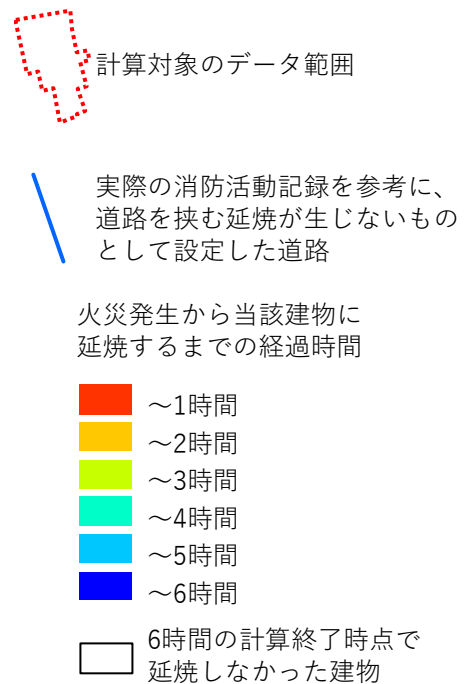 計算対象のデータ範囲
実際の消防活動記録を参考に、
道路を挟む延焼が生じないもの
として設定した道路
火災発生から当該建物に
延焼するまでの経過時間
～1時間
～2時間
～3時間
～4時間
～5時間
～6時間
6時間の計算終了時点で
延焼しなかった建物